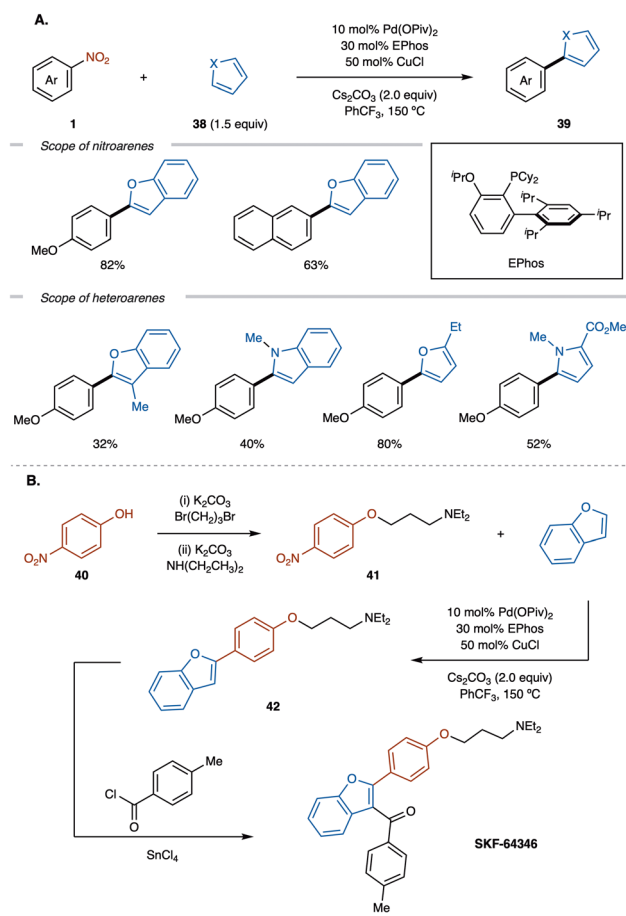 A.
NO2
Ar
1
+
X
38 (1.5 equiv)
10 mol% Pd(OPiv)2
30 mol% EPhos
50 mol% CuCl
Cs2CO3 (2.0 equiv)
PhCF3, 150 ºC
X
Ar
39
Scope of nitroarenes
O
MeO
82%
O
63%
iPrO
PCy2
iPr
iPr
iPr
EPhos
Scope of heteroarenes
O
Me
MeO
32%
Me
N
MeO
40%
Et
O
MeO
80%
CO2Me
Me
N
MeO
52%
B.
OH
O2N
40
(i) K2CO3
Br(CH2)3Br
(ii) K2CO3
NH(CH2CH3)2
O
NEt2
O2N
41
+
O
10 mol% Pd(OPiv)2
30 mol% EPhos
50 mol% CuCl
Cs2CO3 (2.0 equiv)
PhCF3, 150 ºC
O
NEt2
O
42
Me
Cl
O
SnCl4
NEt2
O
O
O
Me
SKF-64346